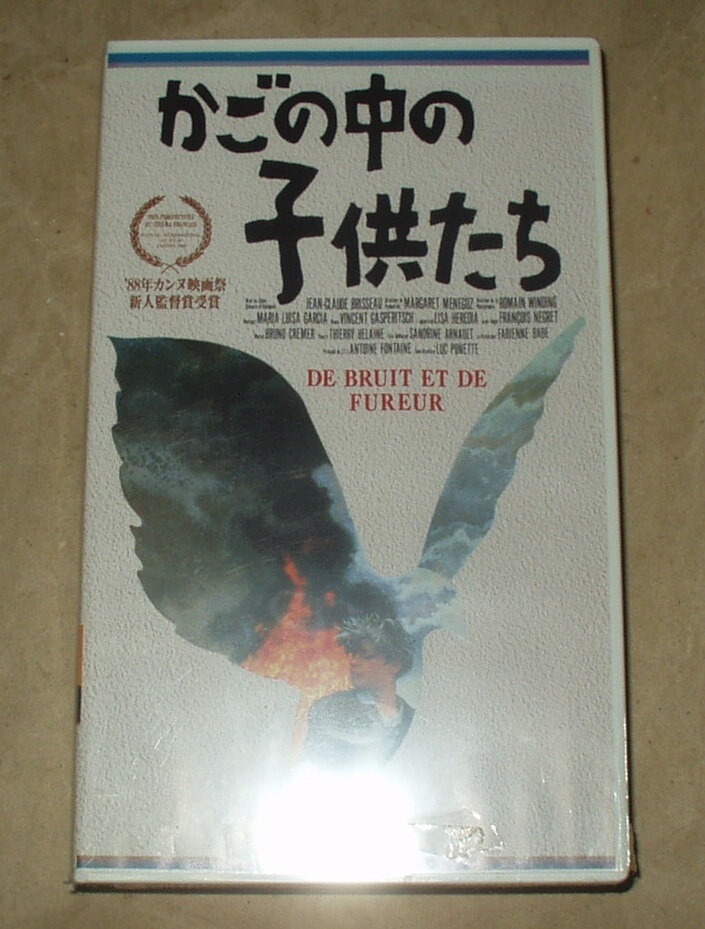 かごの中の
子供たち
'88年カンヌ映画祭
新人監督賞受賞
JEAN-CLAUDE BRISSEAU MARGARET MENEGOZ ROMAIN WINDING
MARIA LUISA GARCIA VINCENT GASPERITSCH LISA HEREDIA FRANÇOIS NEGRET
BRUNO CREMER THIERRY HELAINE SANDRINE ARNAULT FABIENNE BABE
ANTOINE FONTAINE LUC PONETTE
DE BRUIT ET DE
FUREUR